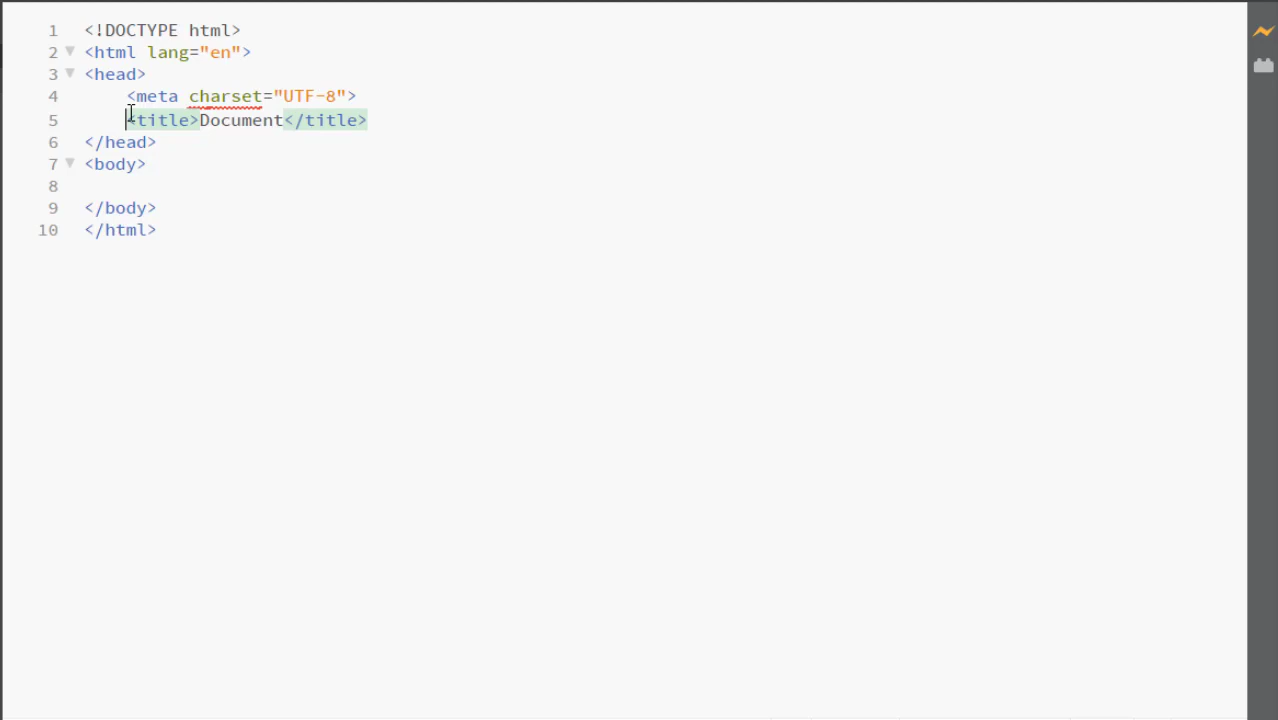 1 <!DOCTYPE html>
2 <html lang="en">
3 <head>
4     <meta charset="UTF-8">
5     <title>Document</title>
6 </head>
7 <body>
8
9 </body>
10 </html>